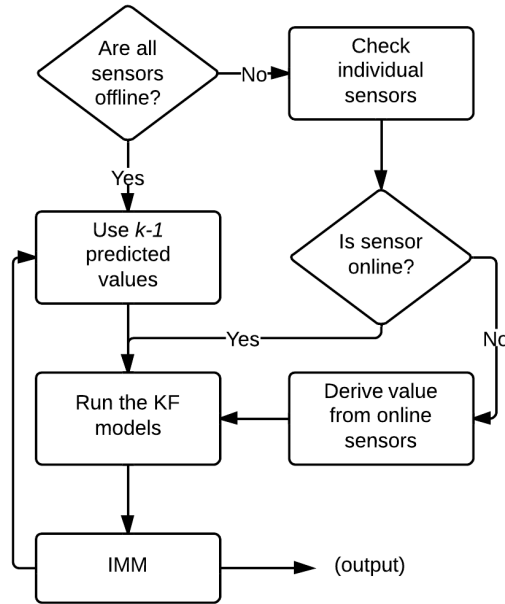 Are all
sensors
offline?
No
Check
individual
sensors
Yes
Use k-1
predicted
values
Is sensor
online?
Yes
No
Run the KF
models
Derive value
from online
sensors
IMM
(output)